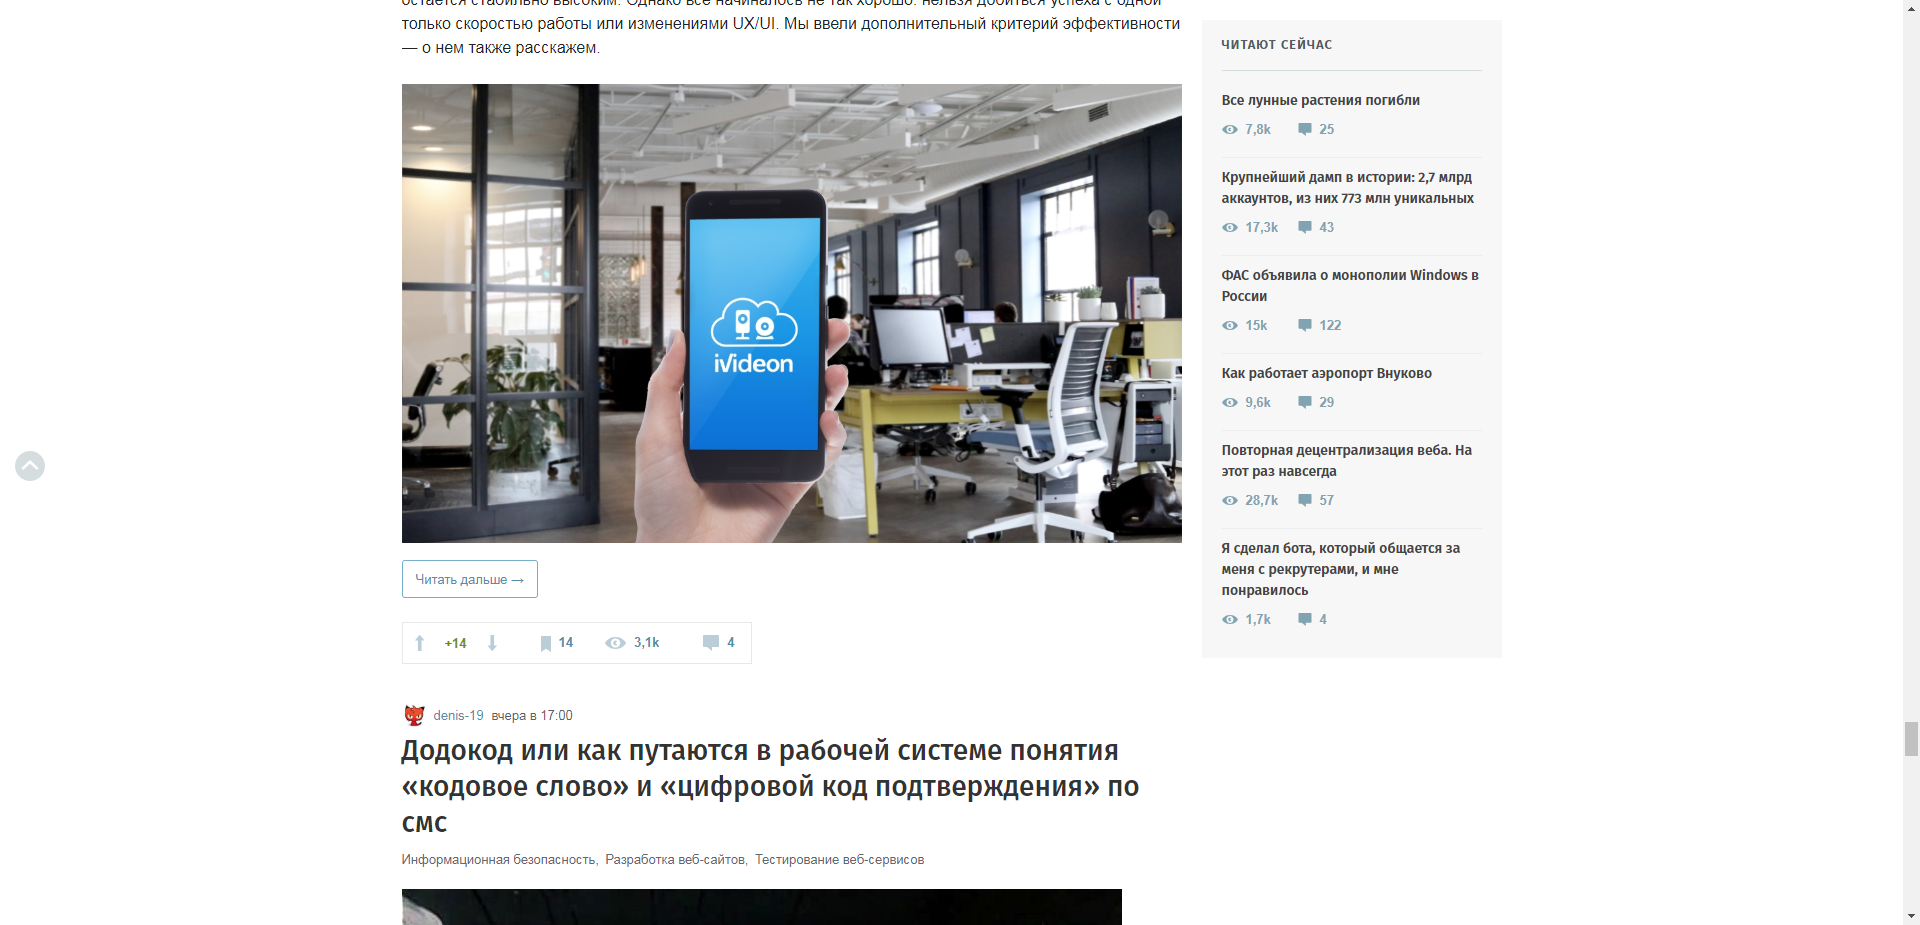 остается стабильно высоким. Однако все начиналось не так хорошо: нельзя добиться успеха с одной
только скоростью работы или изменениями UX/UI. Мы ввели дополнительный критерий эффективности
— о нем также расскажем.
iVideon
Читать дальше →
+14
14
3,1k
4
denis-19 вчера в 17:00
Додокод или как путаются в рабочей системе понятия
«кодовое слово» и «цифровой код подтверждения» по
смс
Информационная безопасность, Разработка веб-сайтов, Тестирование веб-сервисов
ЧИТАЮТ СЕЙЧАС
Все лунные растения погибли
7,8k 25
Крупнейший дамп в истории: 2,7 млрд
аккаунтов, из них 773 млн уникальных
17,3k 43
ФАС объявила о монополии Windows в
России
15k 122
Как работает аэропорт Внуково
9,6k 29
Повторная децентрализация веба. На
этот раз навсегда
28,7k 57
Я сделал бота, который общается за
меня с рекрутерами, и мне
понравилось
1,7k 4